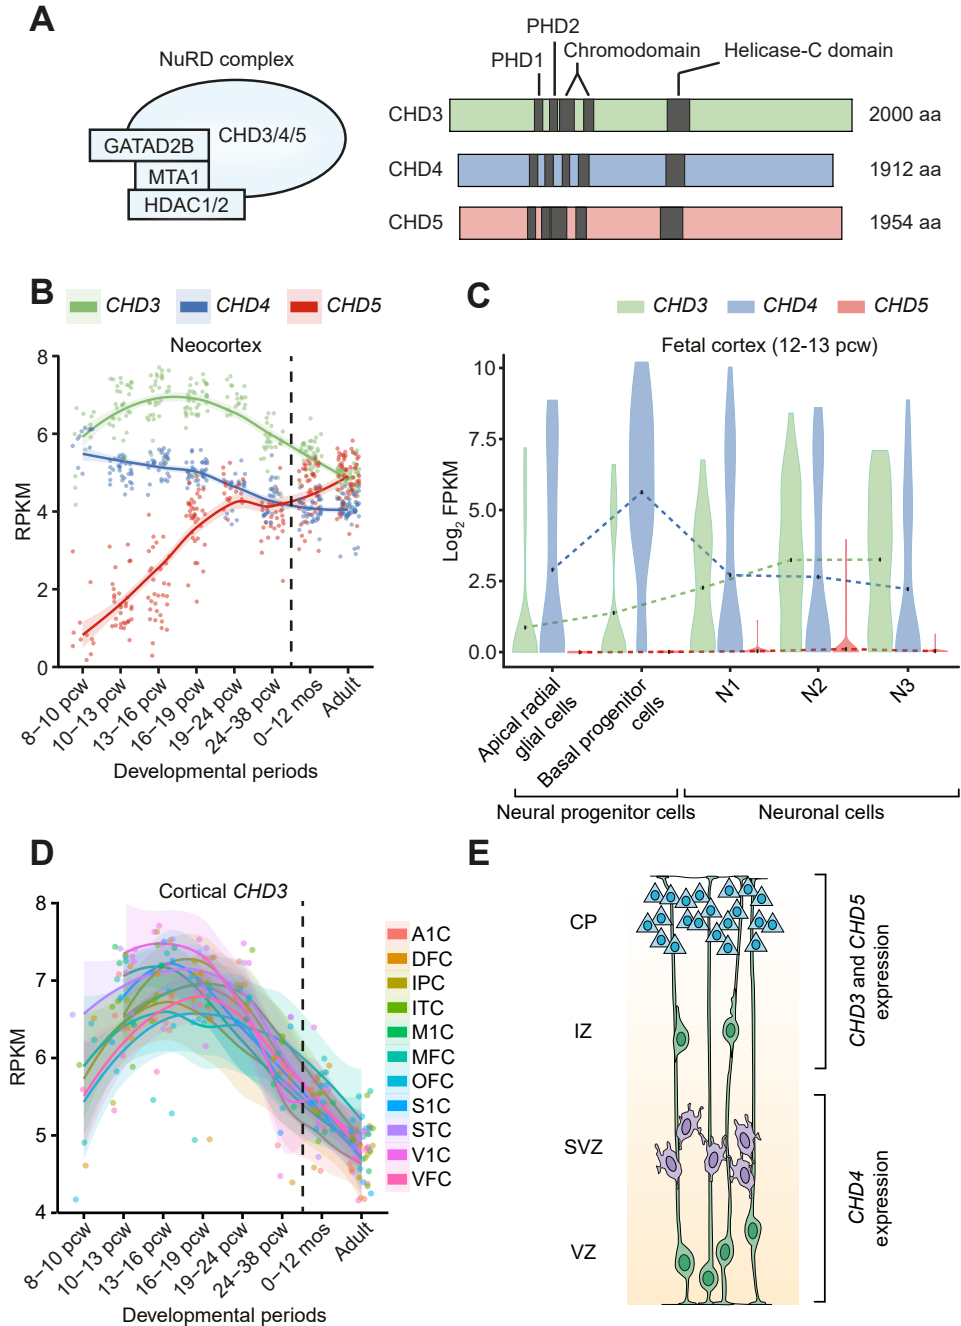 A
NuRD complex
CHD3/4/5
GATAD2B
MTA1
HDAC1/2
PHD2
PHD1
Chromodomain
Helicase-C domain
CHD3
2000 aa
CHD4
1912 aa
CHD5
1954 aa
B
CHD3 CHD4 CHD5
Neocortex
8
6
4
2
0
RPKM
8–10 pcw
10–13 pcw
13–16 pcw
16–19 pcw
19–24 pcw
24–38 pcw
0–12 mos
Adult
Developmental periods
C
CHD3 CHD4 CHD5
Fetal cortex (12-13 pcw)
10
7.5
5.0
2.5
0.0
Log2 FPKM
Apical radial
glial cells
Basal progenitor
cells
N1
N2
N3
Neural progenitor cells
Neuronal cells
D
Cortical CHD3
8
7
6
5
4
RPKM
8–10 pcw
10–13 pcw
13–16 pcw
16–19 pcw
19–24 pcw
24–38 pcw
0–12 mos
Adult
Developmental periods
A1C
DFC
IPC
ITC
M1C
MFC
OFC
S1C
STC
V1C
VFC
E
CP
IZ
SVZ
VZ
CHD3 and CHD5
expression
CHD4
expression